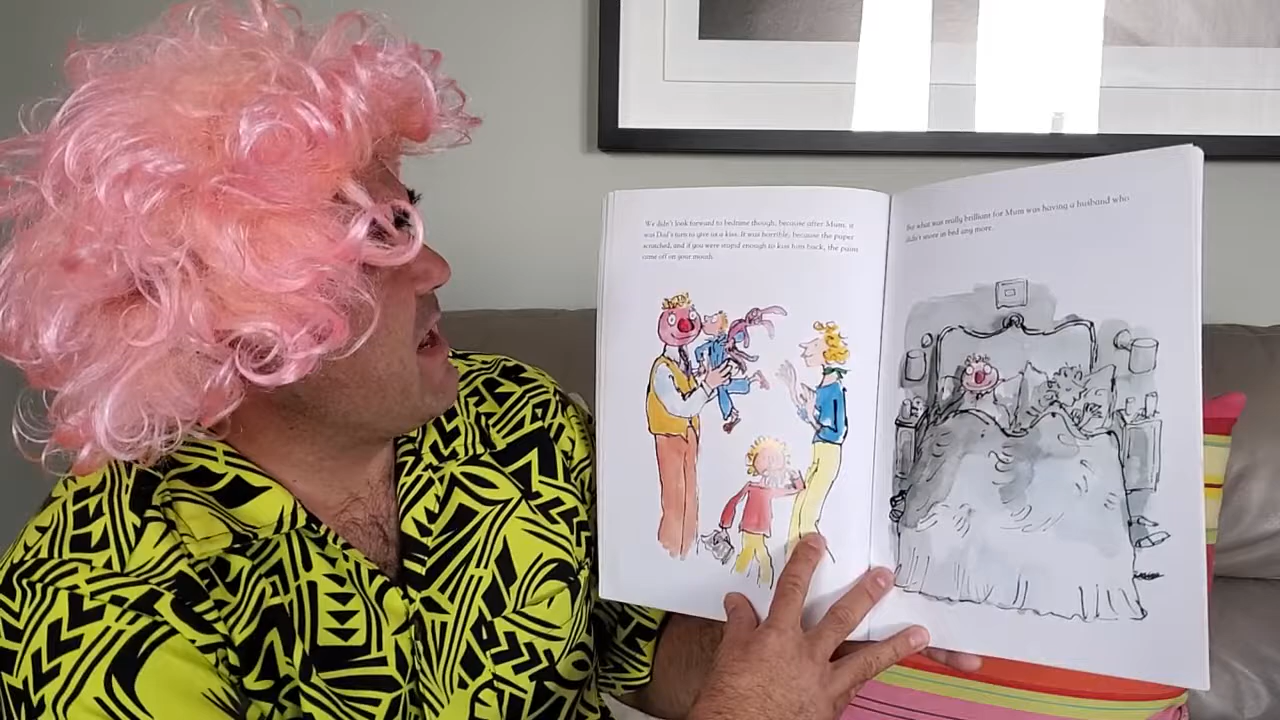 We didn't look forward to bedtime though, because after Mum, it
was Dad's turn to give us a kiss. It was horrible, because the paper
scratched, and if you were stupid enough to kiss him back, the paint
came off on your mouth.
But what was really brilliant for Mum was having a husband who
didn't snore in bed any more.